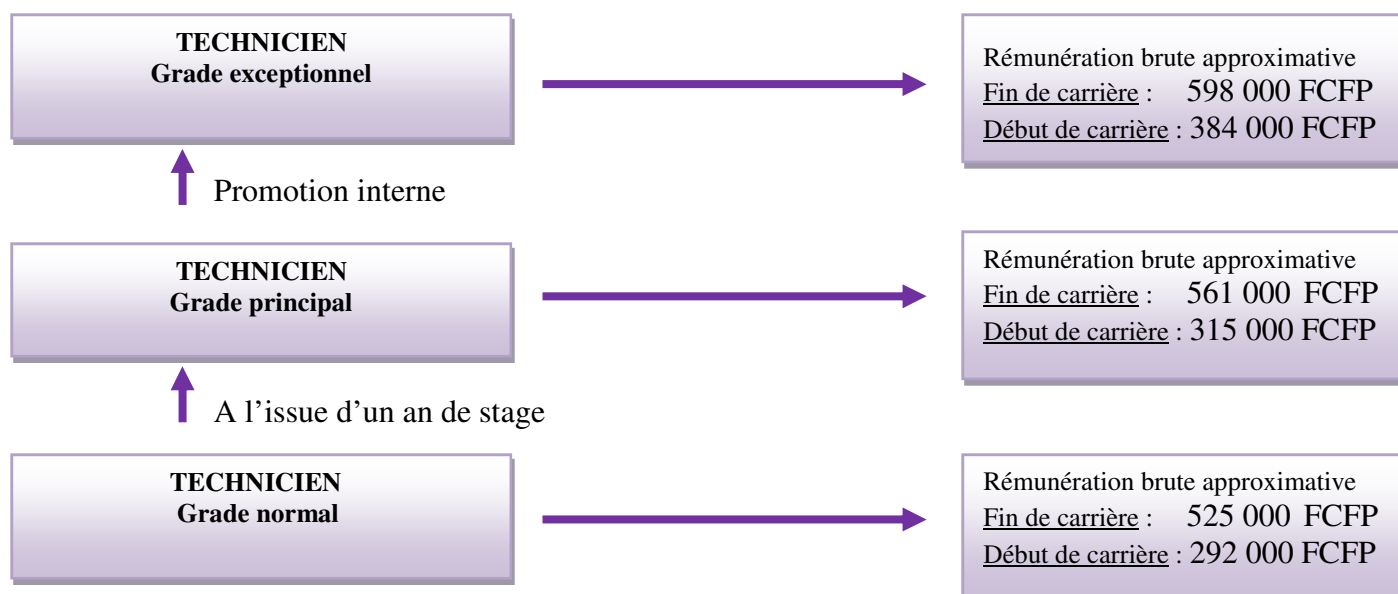 TECHNICIEN
Grade exceptionnel
Rémunération brute approximative
Fin de carrière : 598 000 FCFP
Début de carrière : 384 000 FCFP
Promotion interne
TECHNICIEN
Grade principal
Rémunération brute approximative
Fin de carrière : 561 000 FCFP
Début de carrière : 315 000 FCFP
A l’issue d’un an de stage
TECHNICIEN
Grade normal
Rémunération brute approximative
Fin de carrière : 525 000 FCFP
Début de carrière : 292 000 FCFP